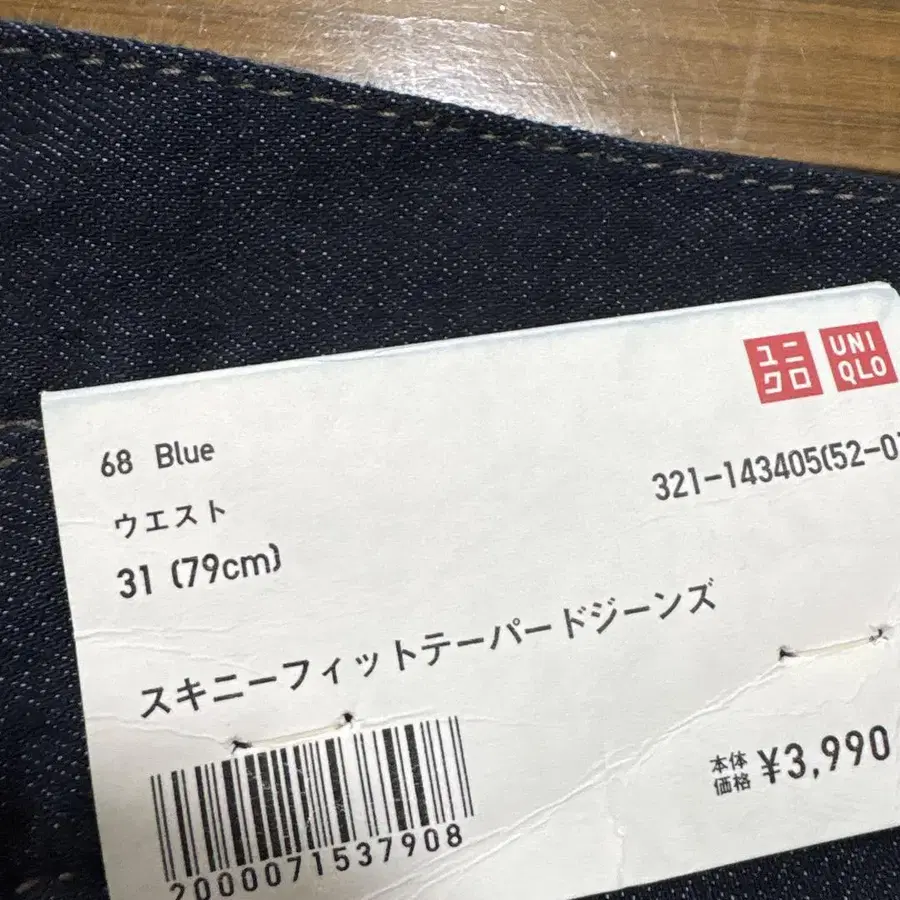 ユニクロ
UNIQLO
68 Blue
321-143405(52-0
ウエスト
31 (79cm)
スキニーフィットテーパードジーンズ
本体価格 ¥3,990
2000071537908